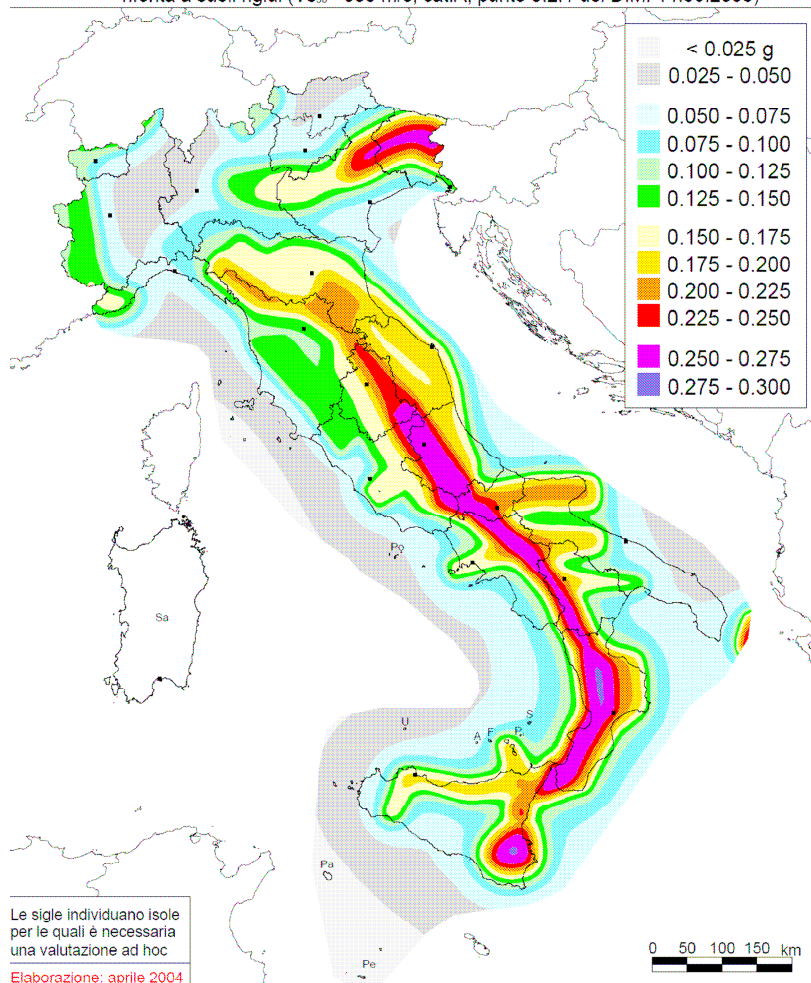 < 0.025 g
0.025 - 0.050
0.050 - 0.075
0.075 - 0.100
0.100 - 0.125
0.125 - 0.150
0.150 - 0.175
0.175 - 0.200
0.200 - 0.225
0.225 - 0.250
0.250 - 0.275
0.275 - 0.300
Po
Sa
U
A
F
P.
S
Pa
Pe
Le sigle individuano isole
per le quali è necessaria
una valutazione ad hoc
Elaborazione: aprile 2004
0 50 100 150 km